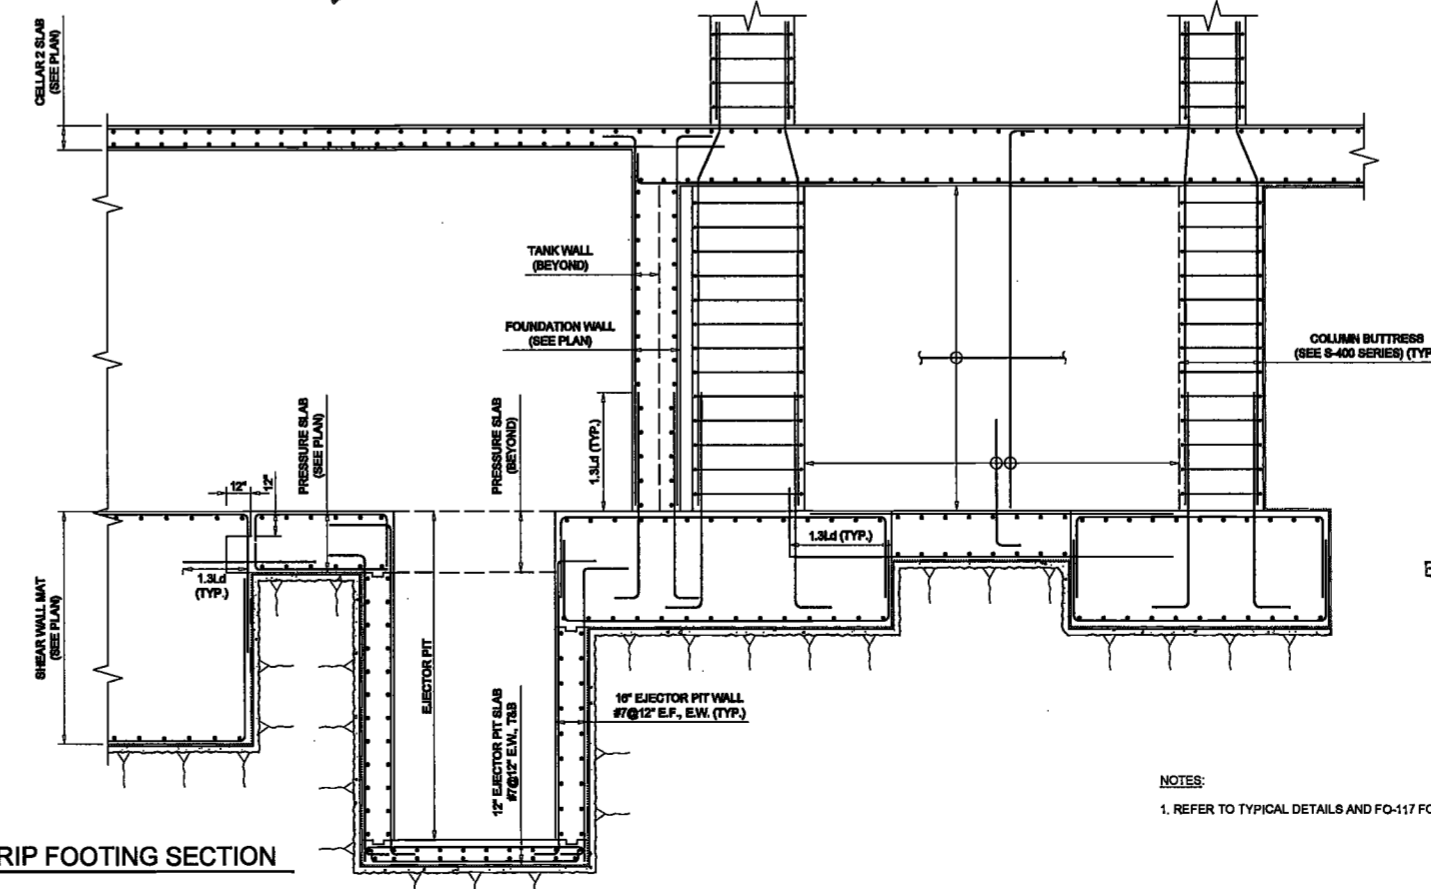 CELLAR 2 SLAB
(SEE PLAN)
TANK WALL
(BEYOND)
FOUNDATION WALL
(SEE PLAN)
COLUMN BUTTRESS
(SEE S-400 SERIES) (TYP
PRESSURE SLAB
(SEE PLAN)
PRESSURE SLAB
(BEYOND)
1.3Ld (TYP.)
12"
12"
1.3Ld
(TYP.)
1.3Ld (TYP.)
SHEAR WALL MAT
(SEE PLAN)
EJECTOR PIT
12" EJECTOR PIT SLAB
#7@12" E.W., T&B
16" EJECTOR PIT WALL
#7@12" E.F., E.W. (TYP.)
NOTES:
1. REFER TO TYPICAL DETAILS AND FO-117 FO
RIP FOOTING SECTION